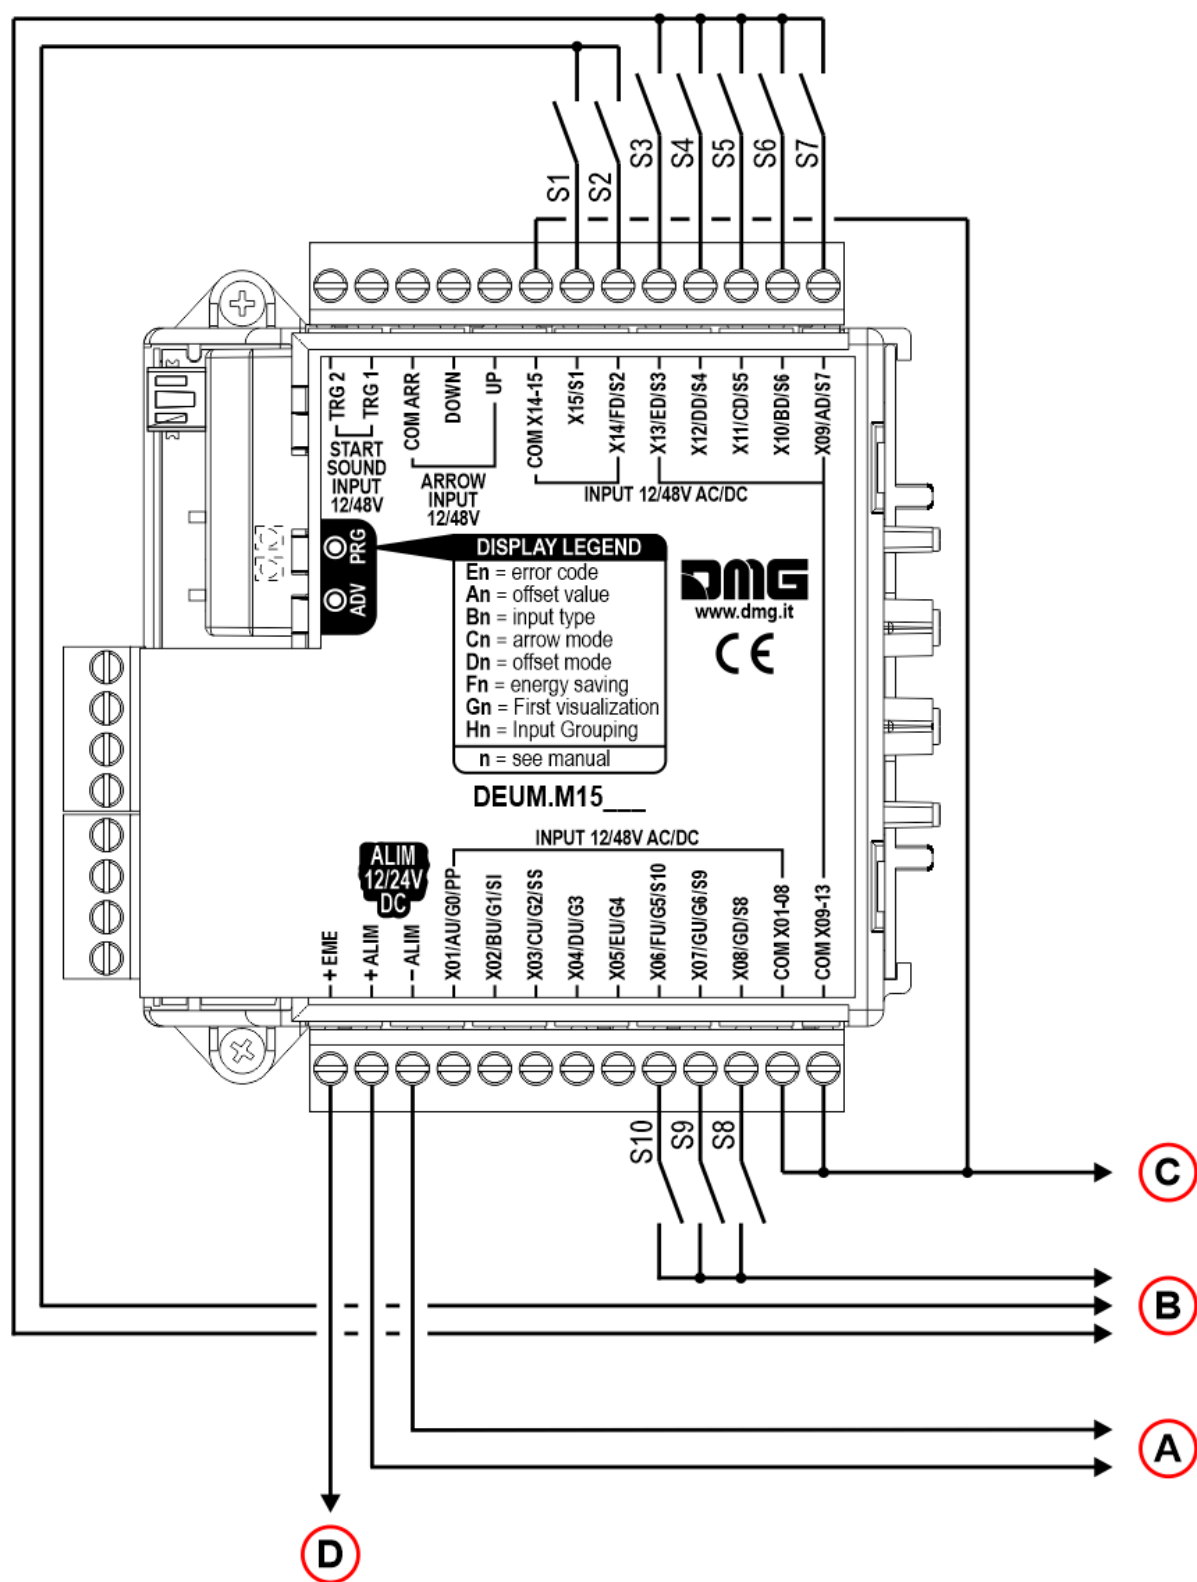 S1
S2
S3
S4
S5
S6
S7
TRG 2
TRG 1
COM ARR
DOWN
UP
COM X14-15
X15/S1
X14/FD/S2
X13/ED/S3
X12/DD/S4
X11/CD/S5
X10/BD/S6
X09/AD/S7
START
SOUND
INPUT
12/48V
ARROW
INPUT
12/48V
INPUT 12/48V AC/DC
PRG
ADV
DISPLAY LEGEND
En = error code
An = offset value
Bn = input type
Cn = arrow mode
Dn = offset mode
Fn = energy saving
Gn = First visualization
Hn = Input Grouping
n = see manual
DMG
www.dmg.it
CE
DEUM.M15___
INPUT 12/48V AC/DC
ALIM
12/24V
DC
+ EME
+ ALIM
− ALIM
X01/AU/G0/PP
X02/BU/G1/SI
X03/CU/G2/SS
X04/DU/G3
X05/EU/G4
X06/FU/G5/S10
X07/GU/G6/S9
X08/GD/S8
COM X01-08
COM X09-13
S10
S9
S8
C
B
A
D